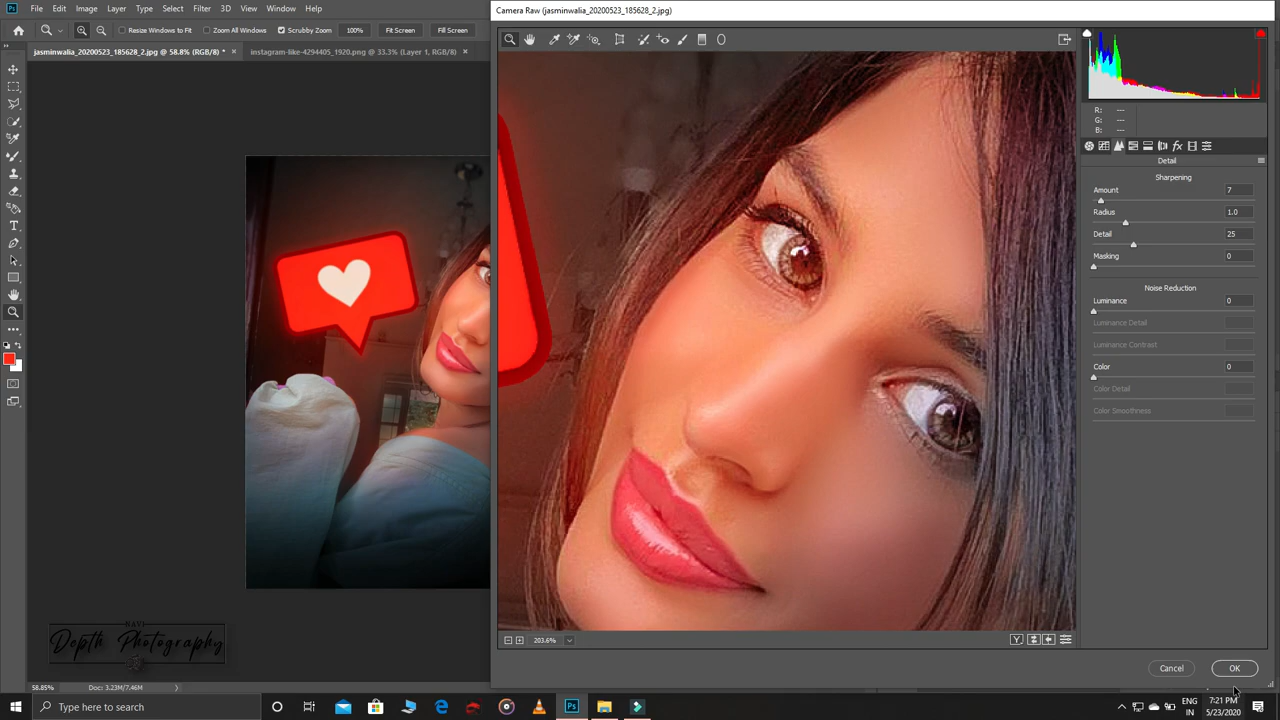 File Edit Image Layer Type Select Filter 3D View Window Help
Camera Raw (jasminwalia_20200523_185628_2.jpg)
Resize Windows to Fit Zoom All Windows Scrubby Zoom 100% Fit Screen Fill Screen
jasminwalia_20200523_185628_2.jpg @ 58.8% (RGB/8) * × instagram-like-4294405_1920.png @ 33.3% (Layer 1, RGB/8) ×
R: ---
G: ---
B: ---
Detail
Sharpening
Amount 7
Radius 1.0
Detail 25
Masking 0
Noise Reduction
Luminance 0
Luminance Detail
Luminance Contrast
Color 0
Color Detail
Color Smoothness
NAVI
Depth Photography
203.6%
Cancel OK
58.85% Doc: 3.23M/7.46M
Type here to search
ENG
IN
7:21 PM
5/23/2020